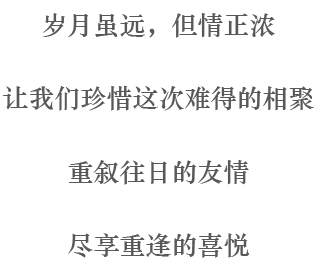 岁月虽远，但情正浓
让我们珍惜这次难得的相聚
重叙往日的友情
尽享重逢的喜悦